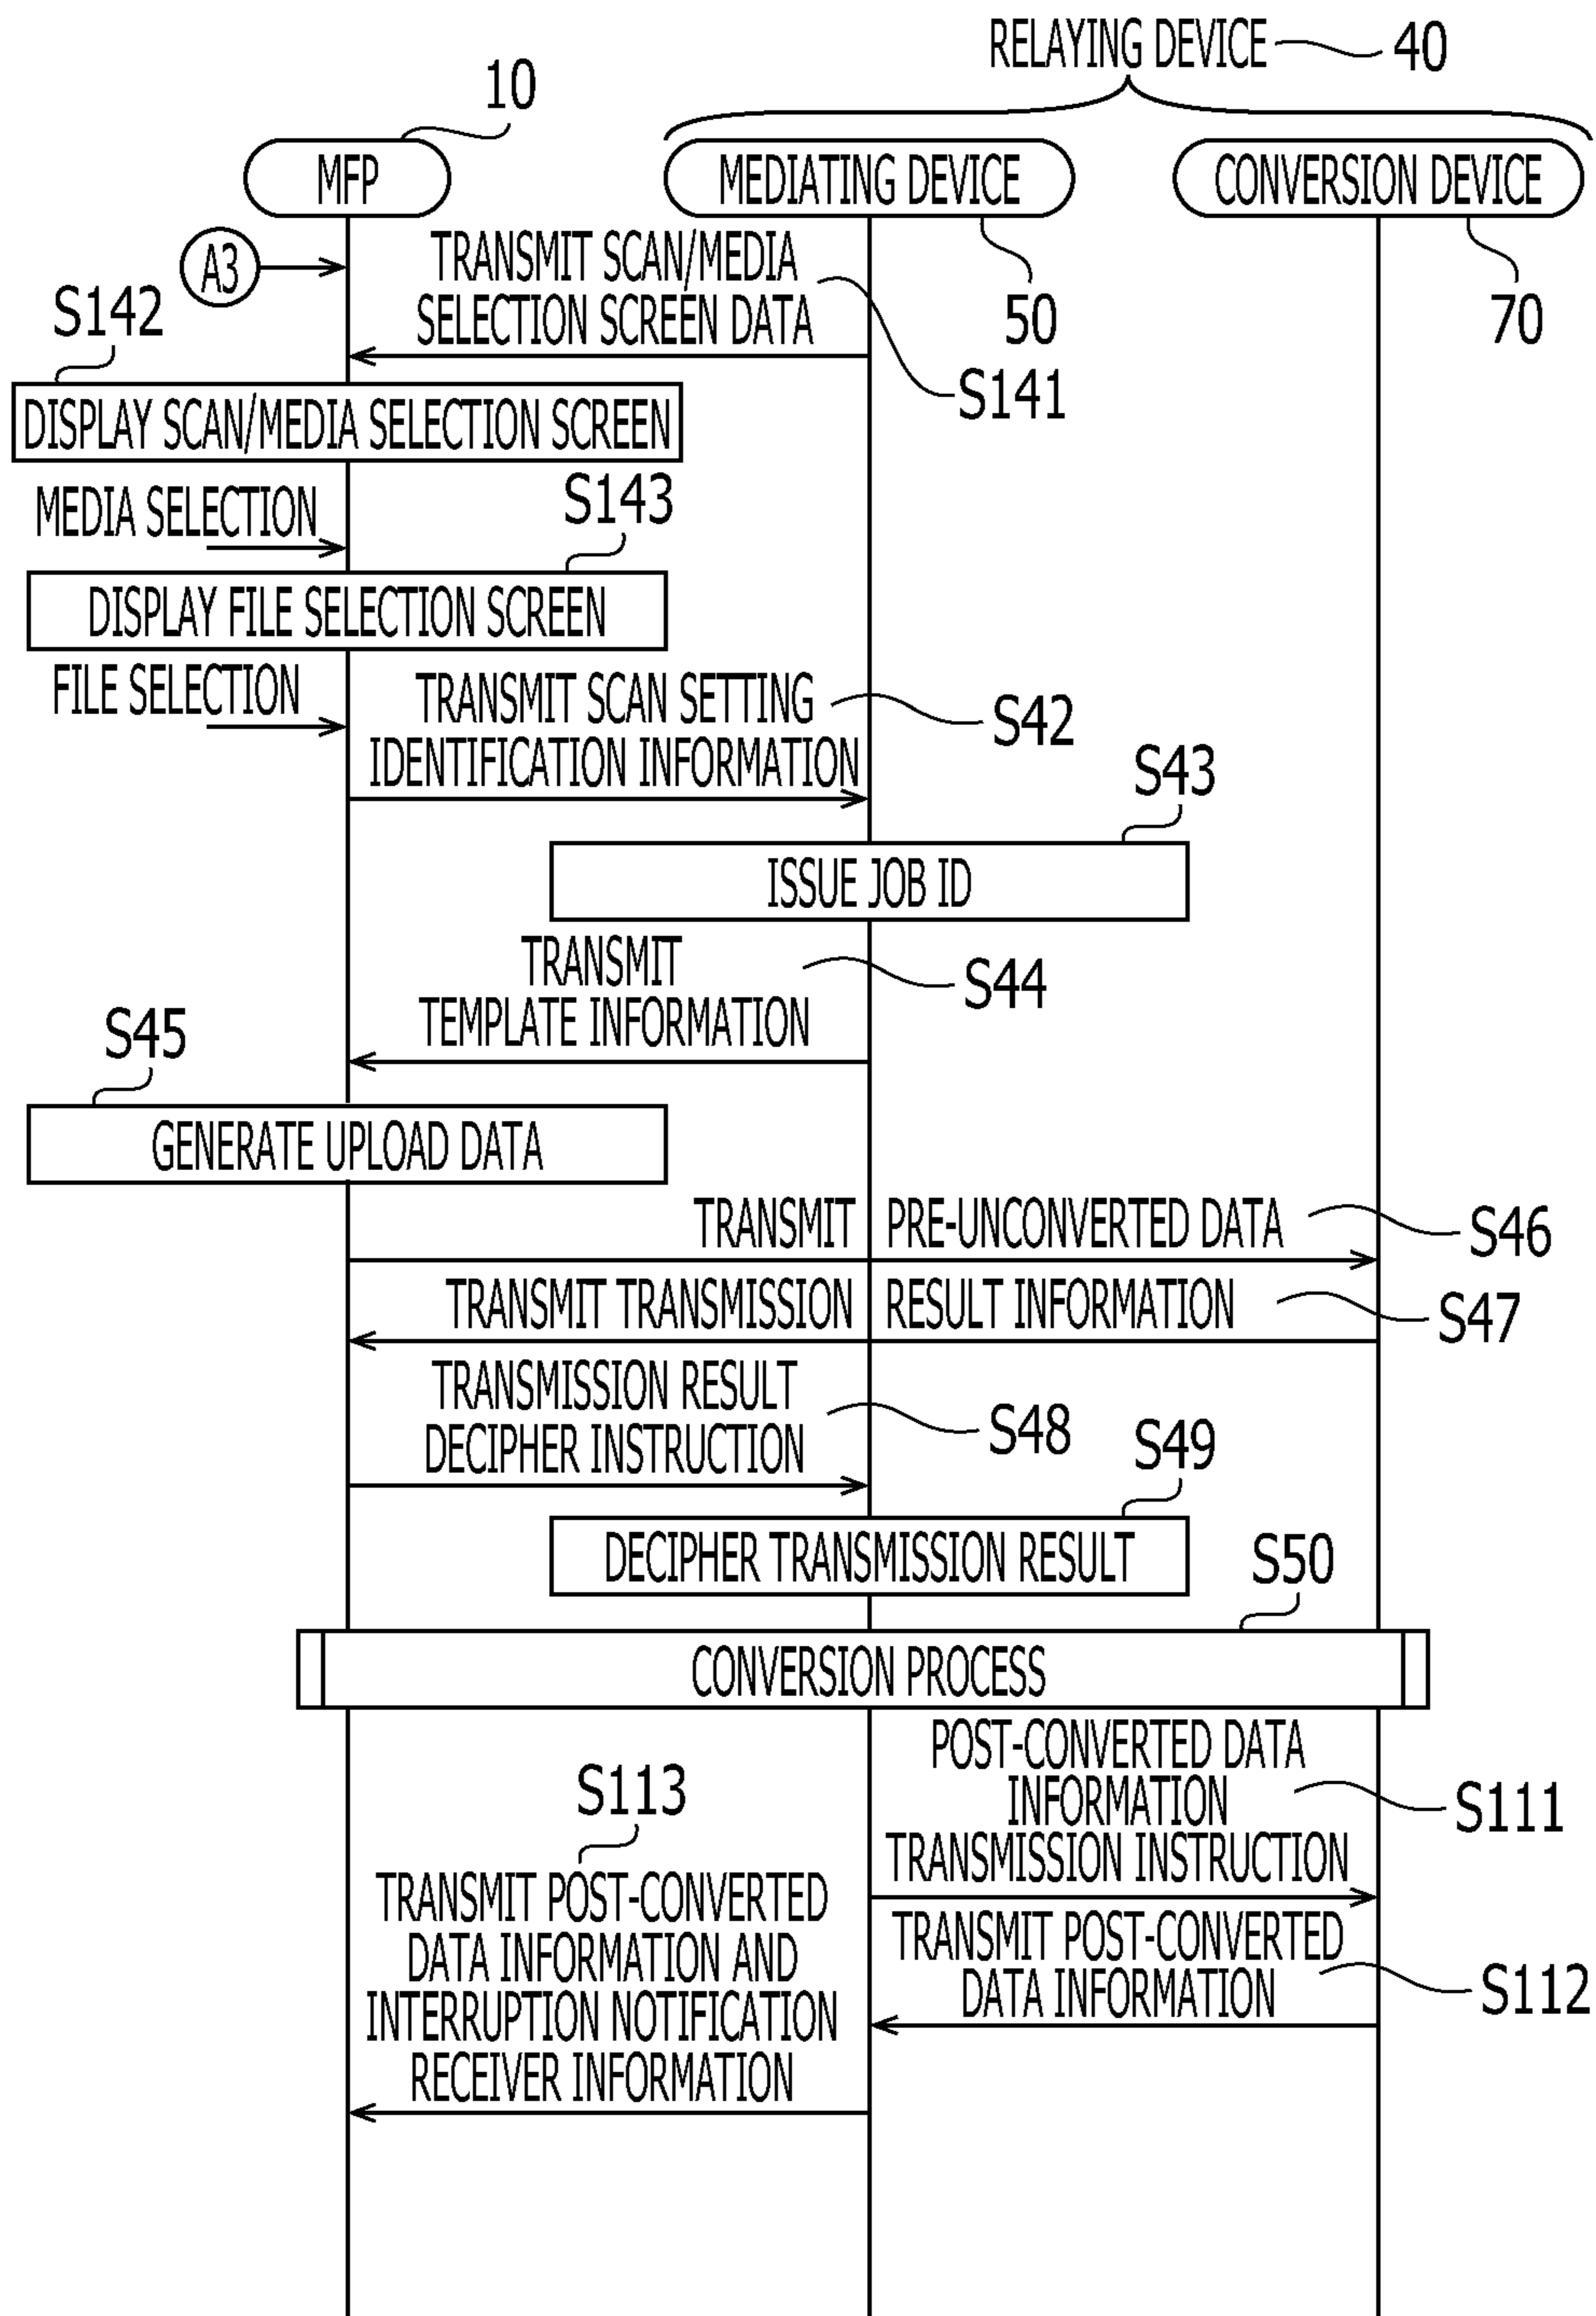 RELAYING DEVICE 40
10
MFP
MEDIATING DEVICE
CONVERSION DEVICE
A3
TRANSMIT SCAN/MEDIA
SELECTION SCREEN DATA
50
70
S142
S141
DISPLAY SCAN/MEDIA SELECTION SCREEN
MEDIA SELECTION
S143
DISPLAY FILE SELECTION SCREEN
FILE SELECTION
TRANSMIT SCAN SETTING
IDENTIFICATION INFORMATION
S42
S43
ISSUE JOB ID
TRANSMIT
TEMPLATE INFORMATION
S44
S45
GENERATE UPLOAD DATA
TRANSMIT PRE-UNCONVERTED DATA
S46
TRANSMIT TRANSMISSION RESULT INFORMATION
S47
TRANSMISSION RESULT
DECIPHER INSTRUCTION
S48
S49
DECIPHER TRANSMISSION RESULT
S50
CONVERSION PROCESS
POST-CONVERTED DATA
INFORMATION
TRANSMISSION INSTRUCTION
S111
S113
TRANSMIT POST-CONVERTED
DATA INFORMATION AND
INTERRUPTION NOTIFICATION
RECEIVER INFORMATION
TRANSMIT POST-CONVERTED
DATA INFORMATION
S112